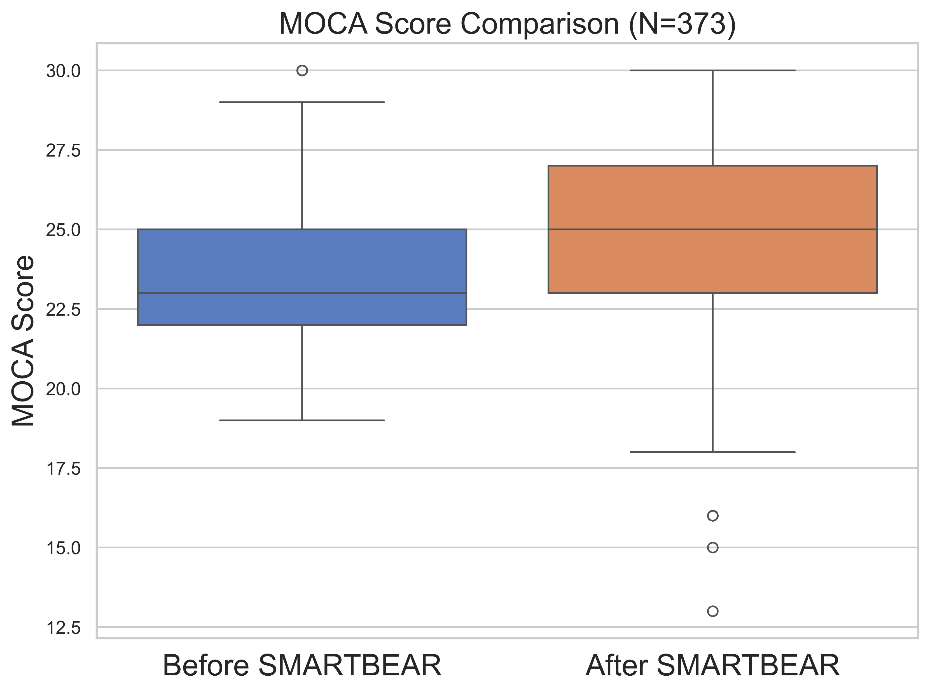 MOCA Score Comparison (N=373)
MOCA Score
30.0
27.5
25.0
22.5
20.0
17.5
15.0
12.5
Before SMARTBEAR
After SMARTBEAR